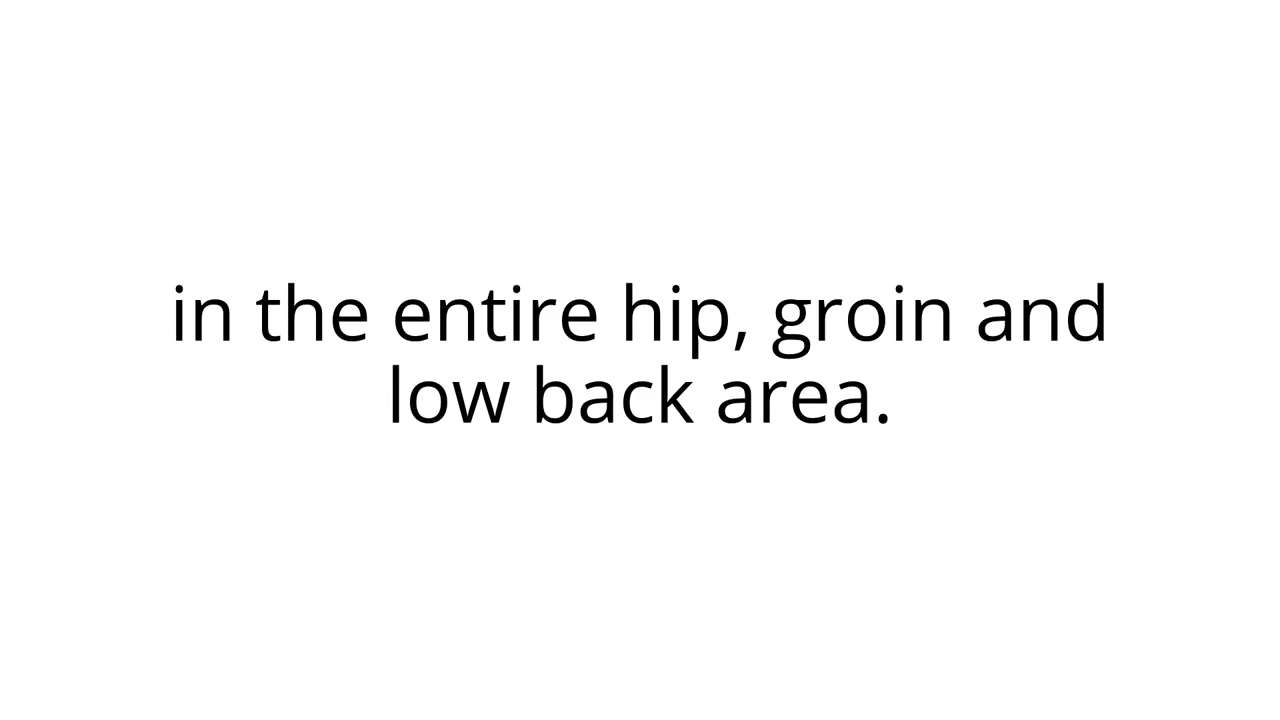 in the entire hip, groin and
low back area.